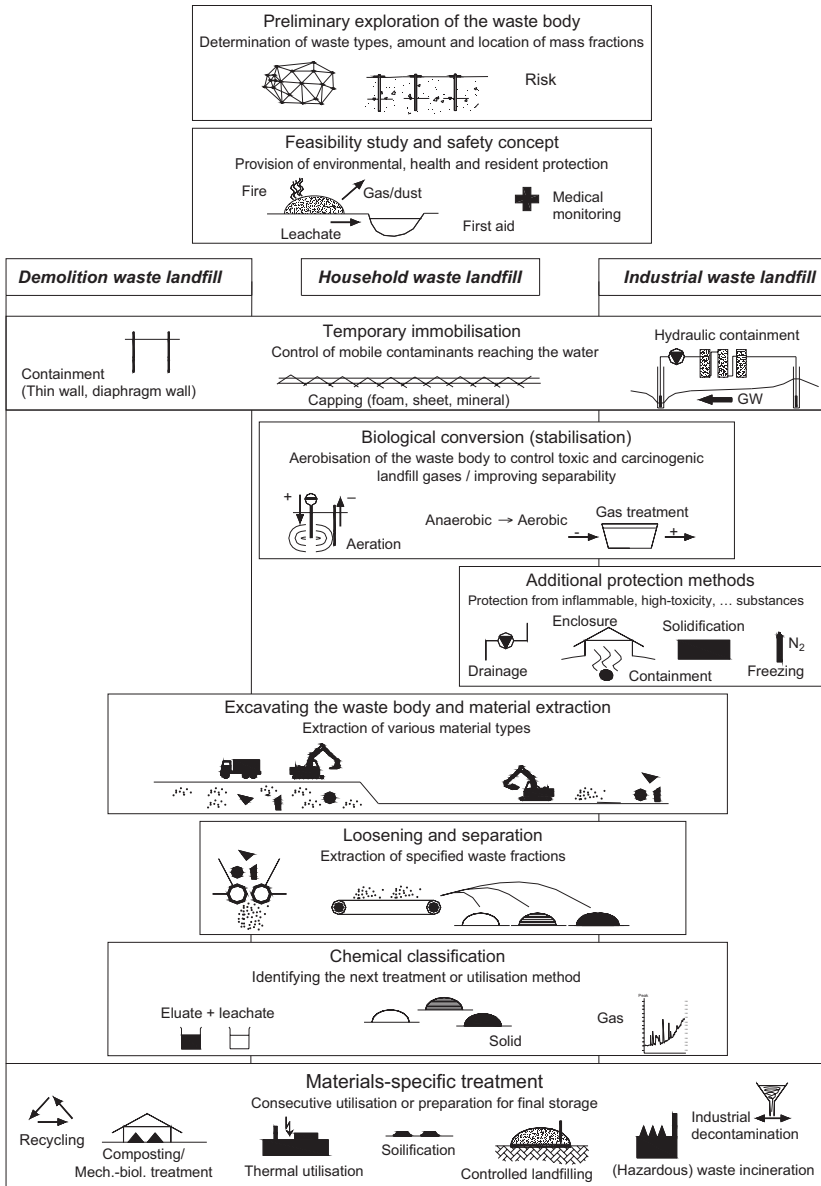 Preliminary exploration of the waste body
Determination of waste types, amount and location of mass fractions
Risk
Feasibility study and safety concept
Provision of environmental, health and resident protection
Fire
Gas/dust
Leachate
First aid
Medical
monitoring
Demolition waste landfill
Household waste landfill
Industrial waste landfill
Temporary immobilisation
Control of mobile contaminants reaching the water
Containment
(Thin wall, diaphragm wall)
Capping (foam, sheet, mineral)
Hydraulic containment
GW
Biological conversion (stabilisation)
Aerobisation of the waste body to control toxic and carcinogenic
landfill gases / improving separability
+
–
Aeration
Anaerobic → Aerobic
Gas treatment
-
+
Additional protection methods
Protection from inflammable, high-toxicity, ... substances
Drainage
Enclosure
Containment
Solidification
N₂
Freezing
Excavating the waste body and material extraction
Extraction of various material types
Loosening and separation
Extraction of specified waste fractions
Chemical classification
Identifying the next treatment or utilisation method
Eluate + leachate
Solid
Gas
Materials-specific treatment
Consecutive utilisation or preparation for final storage
Recycling
Composting/
Mech.-biol. treatment
Thermal utilisation
Soilification
Controlled landfilling
Industrial
decontamination
(Hazardous) waste incineration